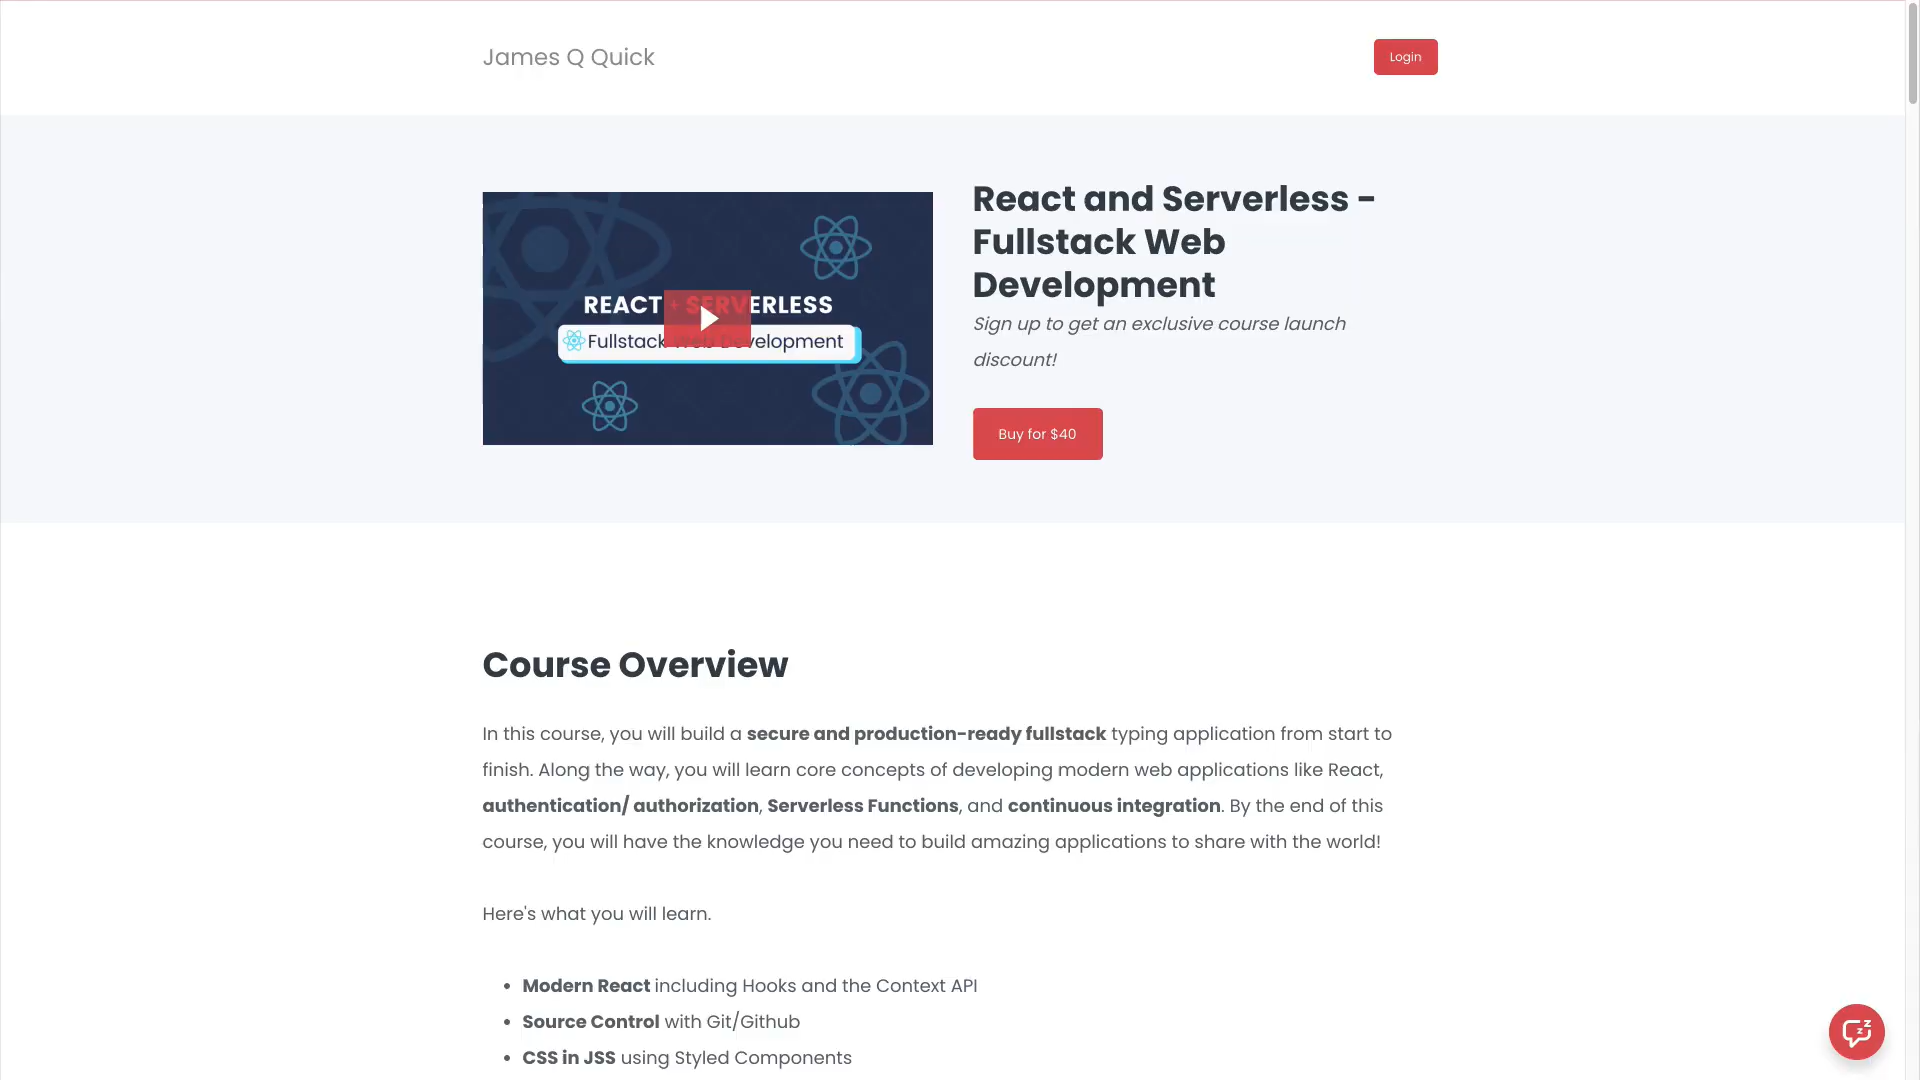 James Q Quick
Login
REACT + SERVERLESS
Fullstack Web Development
React and Serverless -
Fullstack Web
Development
Sign up to get an exclusive course launch
discount!
Buy for $40
Course Overview
In this course, you will build a secure and production-ready fullstack typing application from start to
finish. Along the way, you will learn core concepts of developing modern web applications like React,
authentication/ authorization, Serverless Functions, and continuous integration. By the end of this
course, you will have the knowledge you need to build amazing applications to share with the world!
Here's what you will learn.
• Modern React including Hooks and the Context API
• Source Control with Git/Github
• CSS in JSS using Styled Components
z z